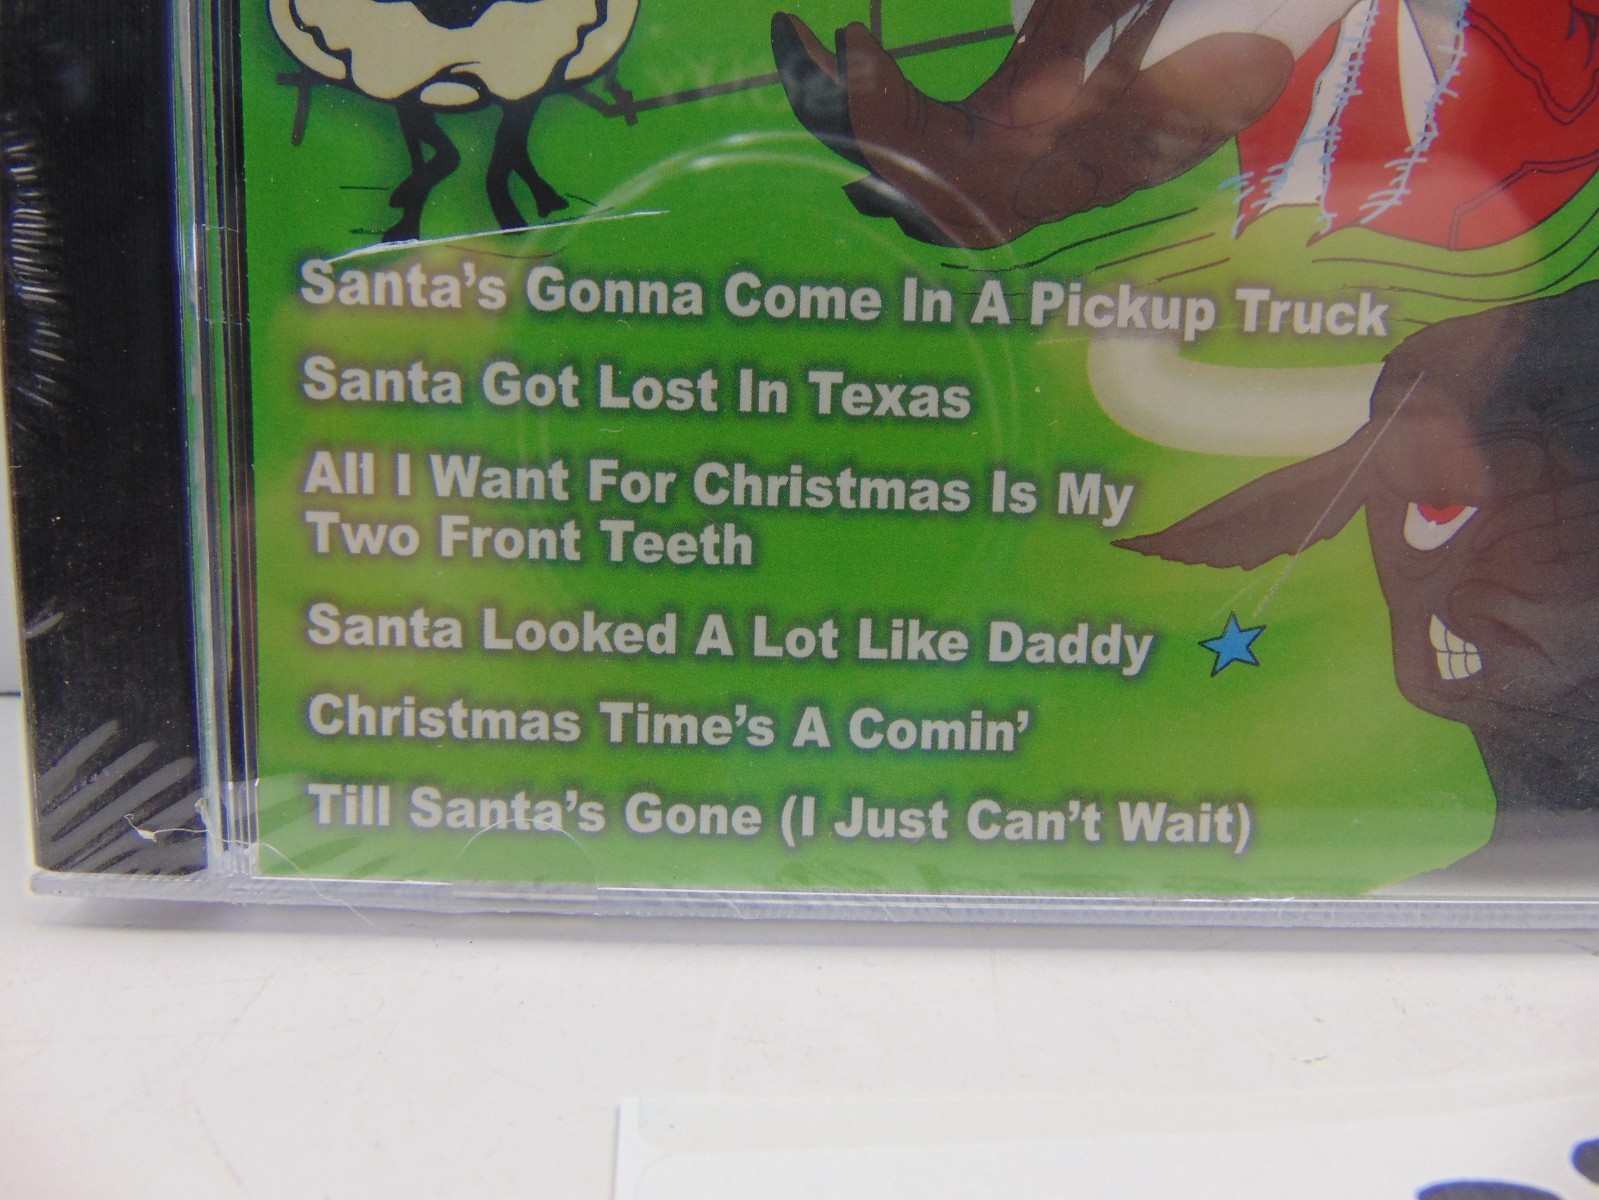 Santa's Gonna Come In A Pickup Truck
Santa Got Lost In Texas
All I Want For Christmas Is My
Two Front Teeth
Santa Looked A Lot Like Daddy
Christmas Time's A Comin'
Till Santa's Gone (I Just Can't Wait)